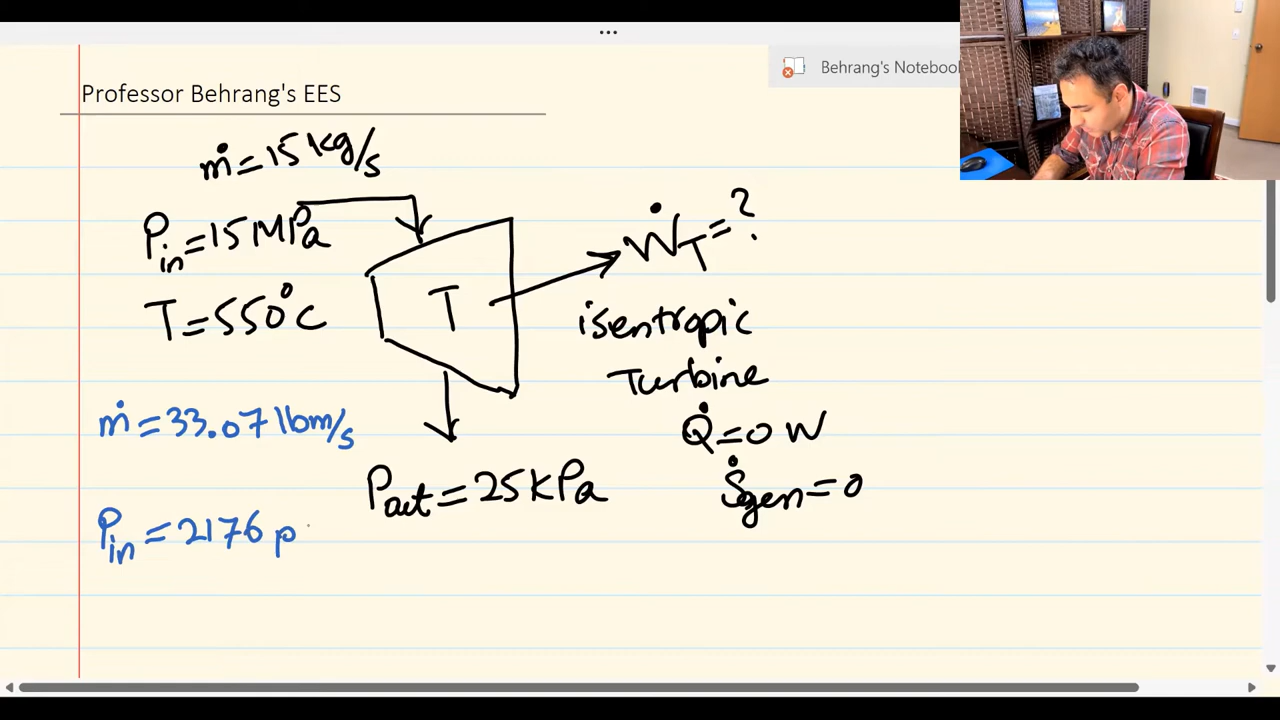 Behrang's Notebook
Professor Behrang's EES
ṁ = 15 kg/s
Pin = 15 MPa
T = 550°C
T
ẆT = ?
isentropic
Turbine
Q̇ = 0 W
Ṡgen = 0
ṁ = 33.07 lbm/s
Pout = 25 kPa
Pin = 2176 p